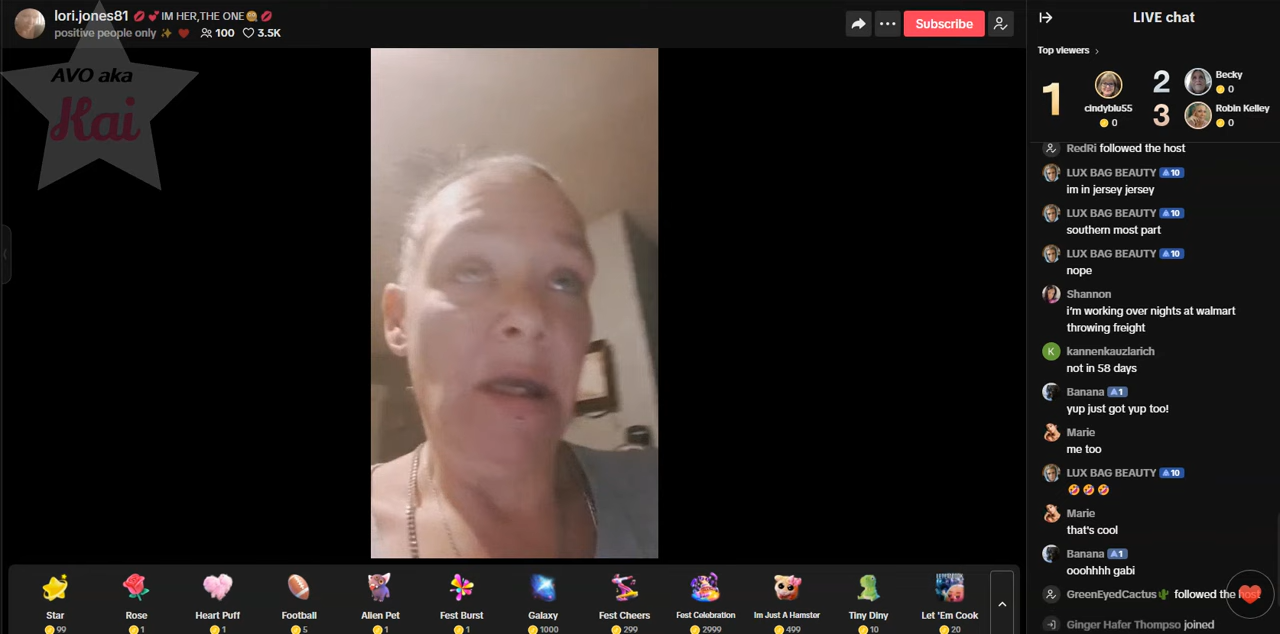 lori.jones81 💋 💕 IM HER,THE ONE 💋
positive people only ✨ ❤️ 100 3.5K
Subscribe
LIVE chat
AVO aka
Kai
Top viewers
1
cindyblu55
0
2
Becky
0
3
Robin Kelley
0
RedRi followed the host
LUX BAG BEAUTY 10
im in jersey jersey
LUX BAG BEAUTY 10
southern most part
LUX BAG BEAUTY 10
nope
Shannon
i'm working over nights at walmart
throwing freight
K kannenkauzlarich
not in 58 days
Banana 1
yup just got yup too!
Marie
me too
LUX BAG BEAUTY 10
🤣 🤣 🤣
Marie
that's cool
Banana 1
ooohhhh gabi
GreenEyedCactus🌵 followed the host
Ginger Hafer Thompso joined
Star
99
Rose
1
Heart Puff
1
Football
5
Alien Pet
1
Fest Burst
1
Galaxy
1000
Fest Cheers
299
Fest Celebration
2999
Im Just A Hamster
499
Tiny Diny
10
Let 'Em Cook
20